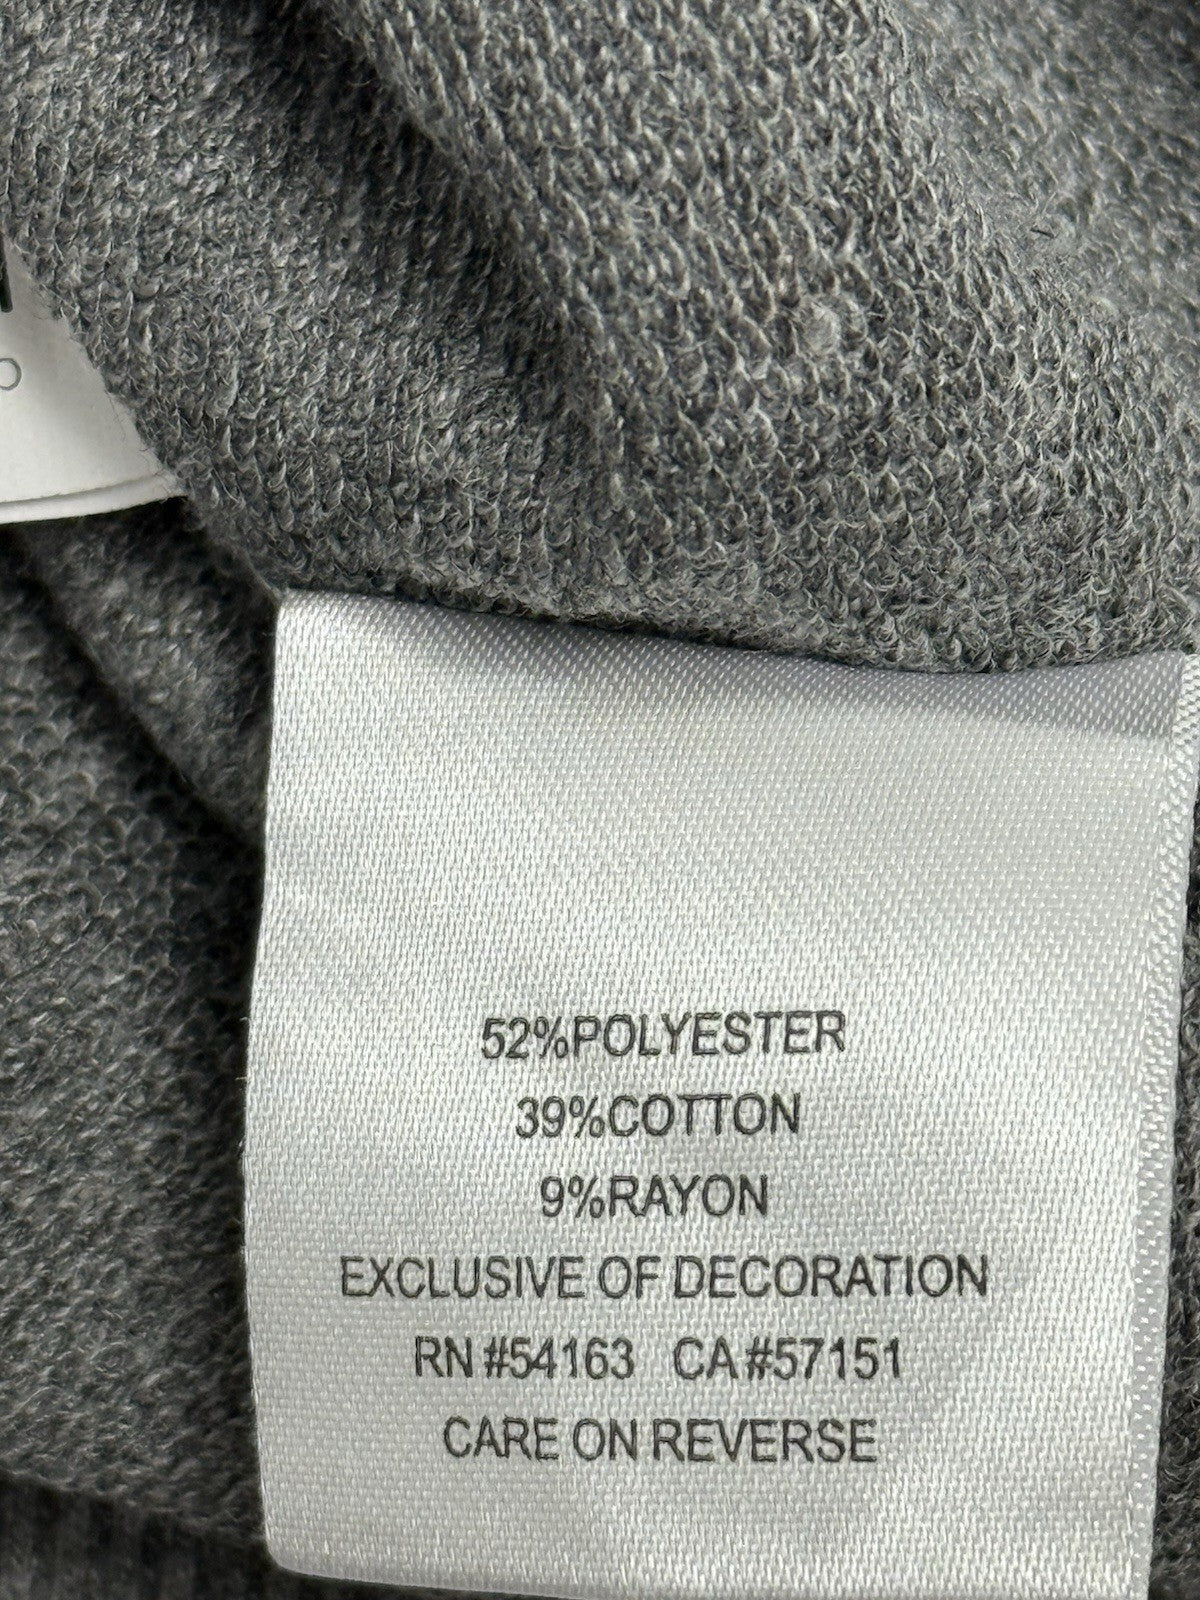 52%POLYESTER
39%COTTON
9%RAYON
EXCLUSIVE OF DECORATION
RN #54163 CA#57151
CARE ON REVERSE